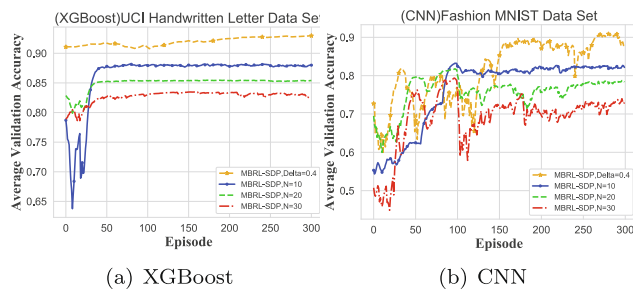 (XGBoost)UCI Handwritten Letter Data Set
Average Validation Accuracy
0.90
0.85
0.80
0.75
0.70
0.65
MBRL-SDP,Delta=0.4
MBRL-SDP,N=10
MBRL-SDP,N=20
MBRL-SDP,N=30
0 50 100 150 200 250 300
Episode
(a) XGBoost
(CNN)Fashion MNIST Data Set
Average Validation Accuracy
0.9
0.8
0.7
0.6
0.5
MBRL-SDP,Delta=0.4
MBRL-SDP,N=10
MBRL-SDP,N=20
MBRL-SDP,N=30
0 50 100 150 200 250 300
Episode
(b) CNN